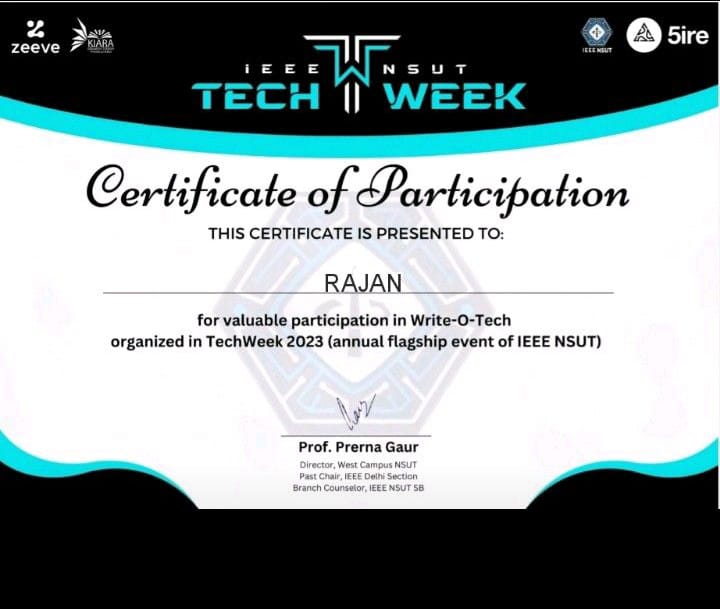 zeeve
KIARA
IEEE NSUT
5ire
IEEE NSUT
TECH WEEK
Certificate of Participation
THIS CERTIFICATE IS PRESENTED TO:
RAJAN
for valuable participation in Write-O-Tech
organized in TechWeek 2023 (annual flagship event of IEEE NSUT)
Prof. Prerna Gaur
Director, West Campus NSUT
Past Chair, IEEE Delhi Section
Branch Counselor, IEEE NSUT SB